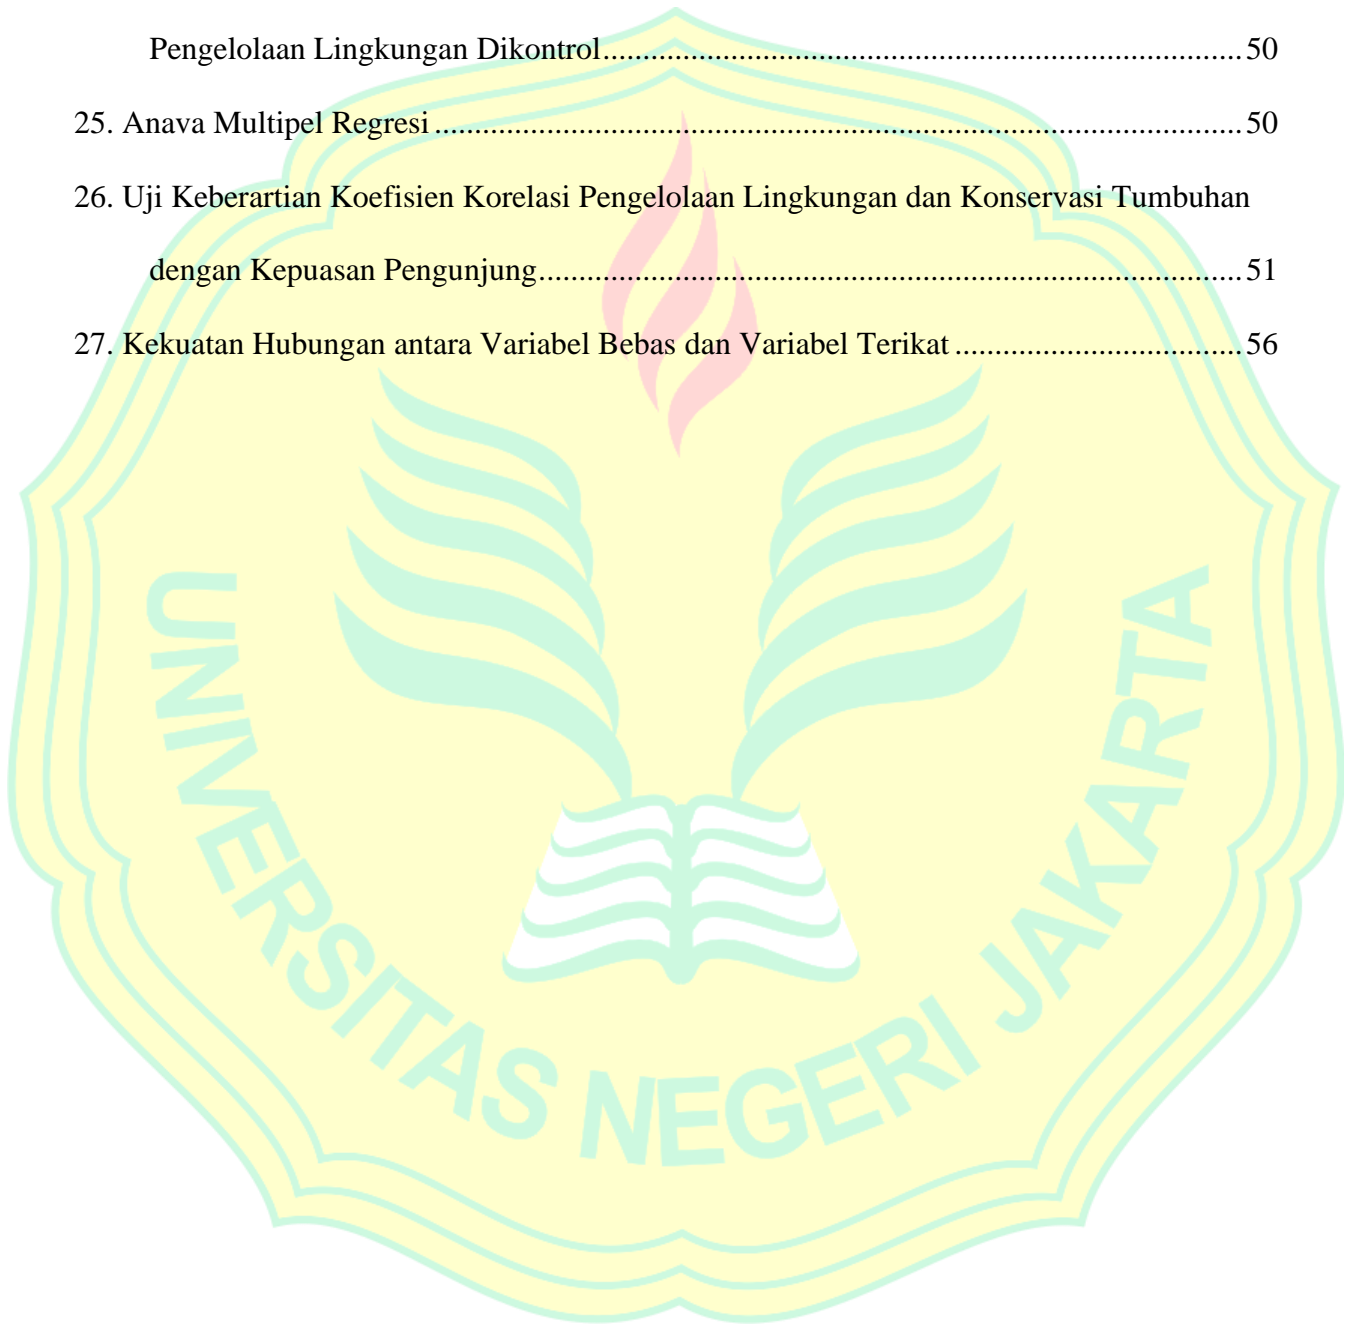 Pengelolaan Lingkungan Dikontrol................................................................................50
25. Anava Multipel Regresi.....................................................................................................50
26. Uji Keberartian Koefisien Korelasi Pengelolaan Lingkungan dan Konservasi Tumbuhan
dengan Kepuasan Pengunjung........................................................................................51
27. Kekuatan Hubungan antara Variabel Bebas dan Variabel Terikat....................................56
UNIVERSITAS NEGERI JAKARTA